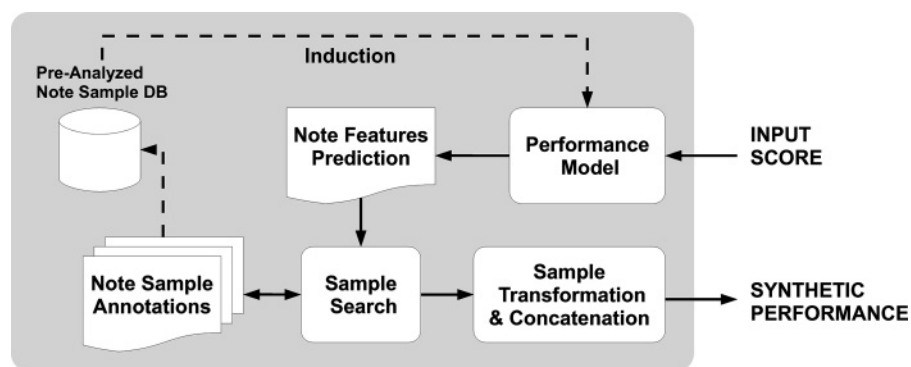 Induction
Pre-Analyzed
Note Sample DB
Note Features
Prediction
Performance
Model
INPUT
SCORE
Note Sample
Annotations
Sample
Search
Sample
Transformation
& Concatenation
SYNTHETIC
PERFORMANCE